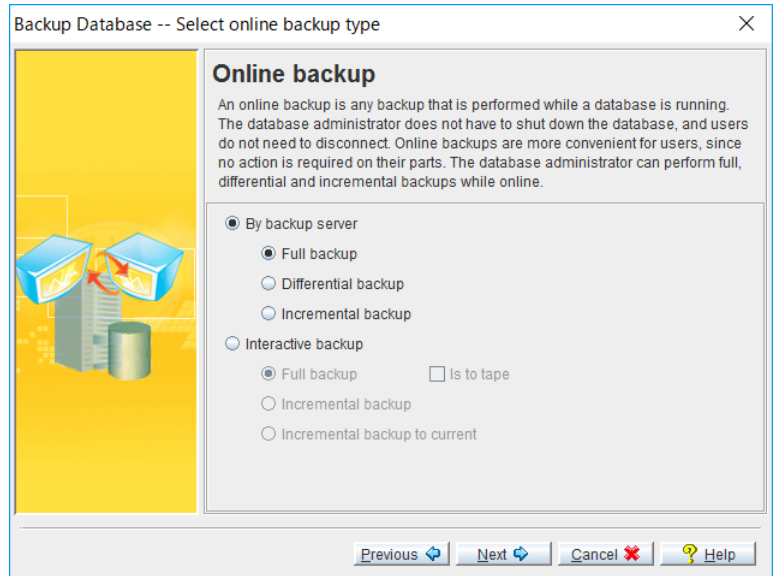 Backup Database -- Select online backup type
Online backup
An online backup is any backup that is performed while a database is running.
The database administrator does not have to shut down the database, and users
do not need to disconnect. Online backups are more convenient for users, since
no action is required on their parts. The database administrator can perform full,
differential and incremental backups while online.
By backup server
Full backup
Differential backup
Incremental backup
Interactive backup
Full backup Is to tape
Incremental backup
Incremental backup to current
Previous Next Cancel Help